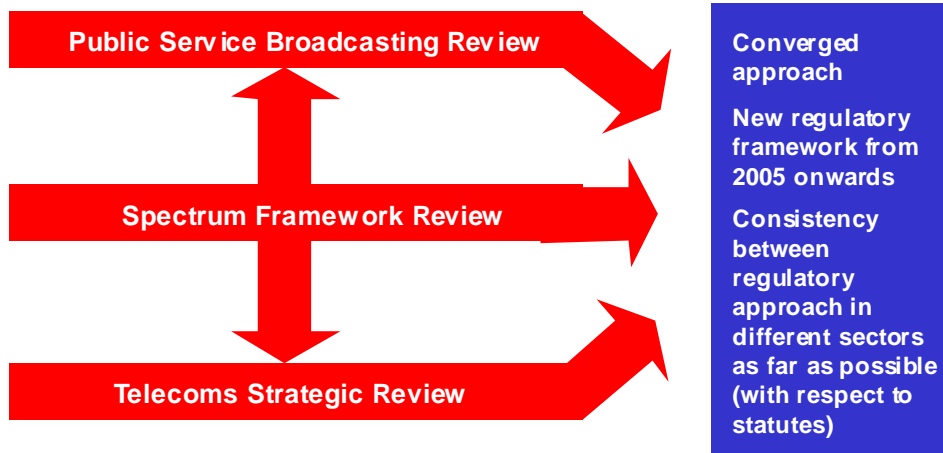 Public Service Broadcasting Review
Spectrum Framework Review
Telecoms Strategic Review
Converged
approach
New regulatory
framework from
2005 onwards
Consistency
between
regulatory
approach in
different sectors
as far as possible
(with respect to
statutes)